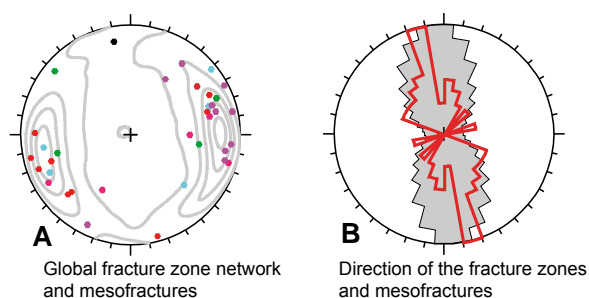 A
B
Global fracture zone network
and mesofractures
Direction of the fracture zones
and mesofractures